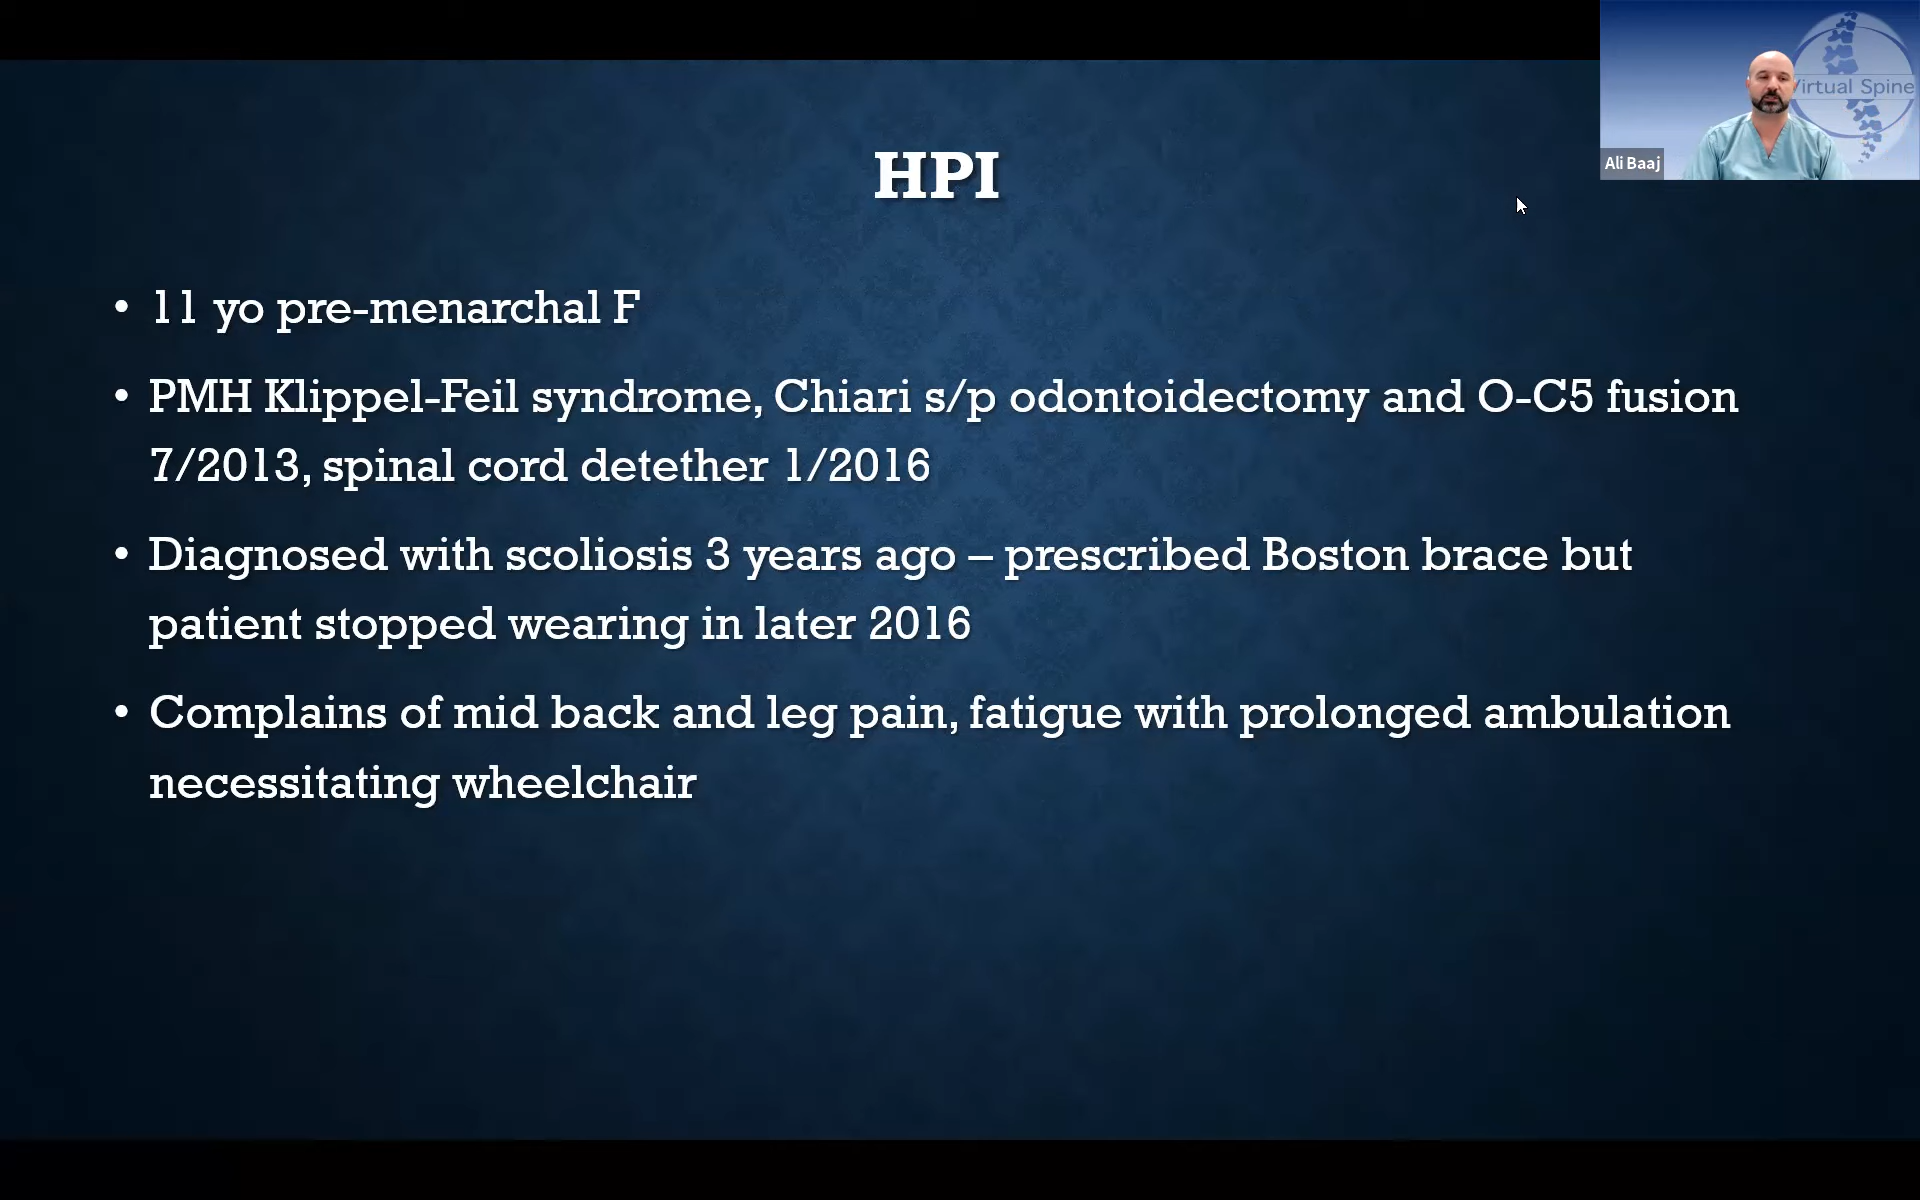 HPI
• 11 yo pre-menarchal F
• PMH Klippel-Feil syndrome, Chiari s/p odontoidectomy and O-C5 fusion
7/2013, spinal cord detether 1/2016
• Diagnosed with scoliosis 3 years ago – prescribed Boston brace but
patient stopped wearing in later 2016
• Complains of mid back and leg pain, fatigue with prolonged ambulation
necessitating wheelchair
Virtual Spine
Ali Baaj